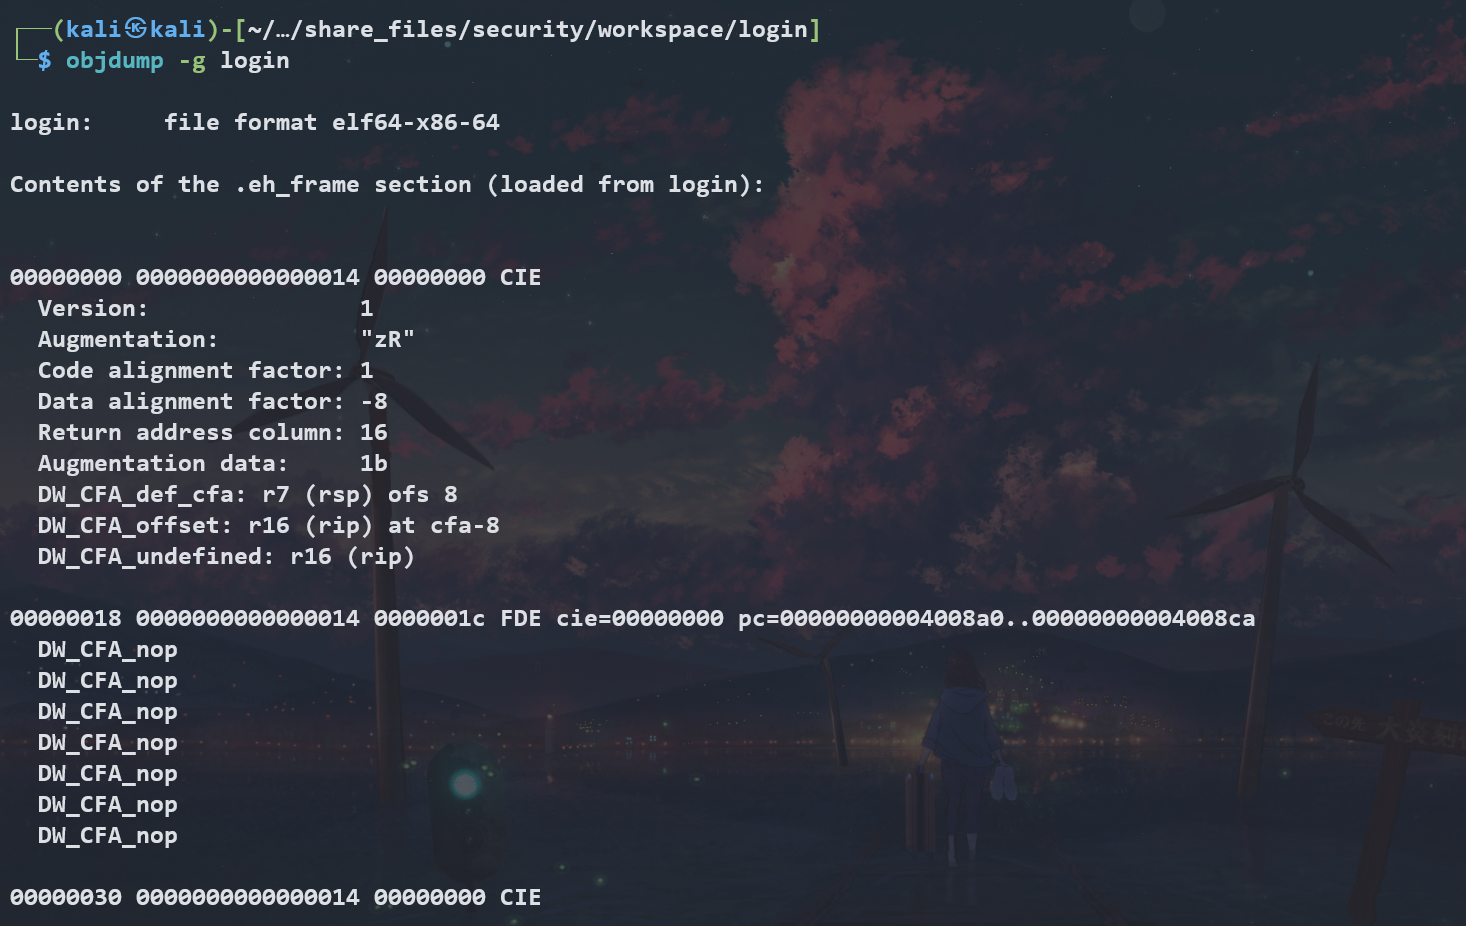 ┌──(kali㉿kali)-[~/…/share_files/security/workspace/login]
└─$ objdump -g login
login:     file format elf64-x86-64
Contents of the .eh_frame section (loaded from login):
00000000 0000000000000014 00000000 CIE
  Version:               1
  Augmentation:          "zR"
  Code alignment factor: 1
  Data alignment factor: -8
  Return address column: 16
  Augmentation data:     1b
  DW_CFA_def_cfa: r7 (rsp) ofs 8
  DW_CFA_offset: r16 (rip) at cfa-8
  DW_CFA_undefined: r16 (rip)
00000018 0000000000000014 0000001c FDE cie=00000000 pc=00000000004008a0..00000000004008ca
  DW_CFA_nop
  DW_CFA_nop
  DW_CFA_nop
  DW_CFA_nop
  DW_CFA_nop
  DW_CFA_nop
  DW_CFA_nop
00000030 0000000000000014 00000000 CIE